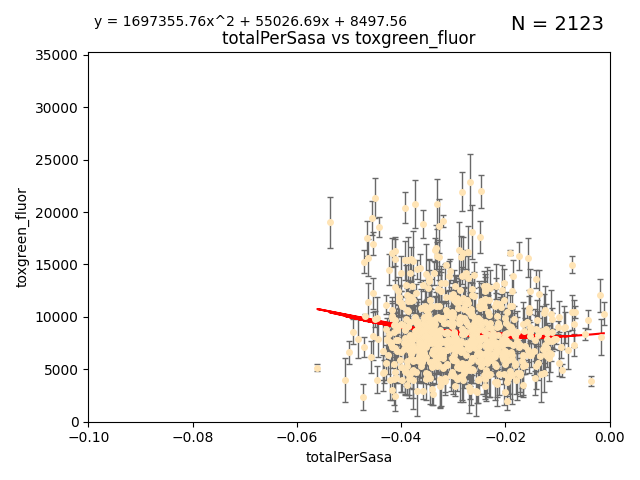 y = 1697355.76x^2 + 55026.69x + 8497.56
N = 2123
totalPerSasa vs toxgreen_fluor
35000
30000
25000
20000
15000
10000
5000
0
toxgreen_fluor
−0.10
−0.08
−0.06
−0.04
−0.02
0.00
totalPerSasa